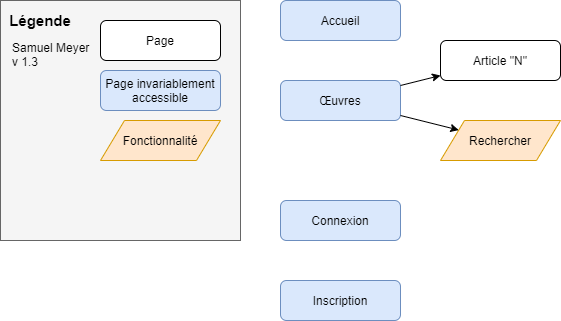 Légende
Samuel Meyer
v 1.3
Page
Page invariablement
accessible
Fonctionnalité
Accueil
Œuvres
Article "N"
Rechercher
Connexion
Inscription